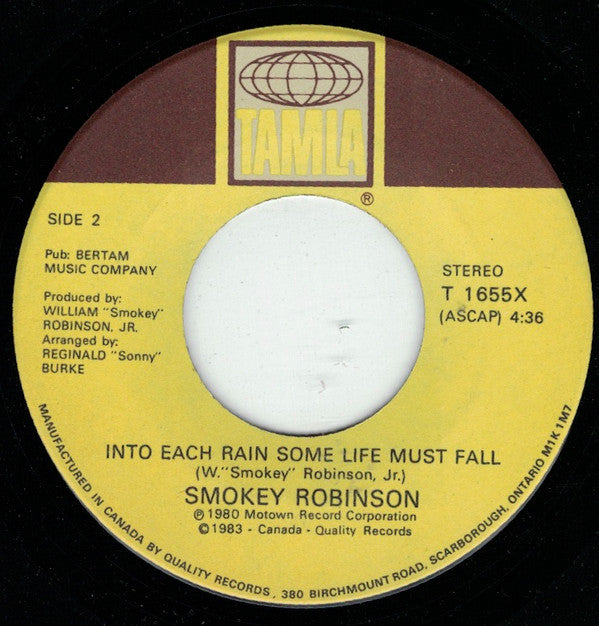 TAMLA
®
SIDE 2
Pub: BERTAM
MUSIC COMPANY
Produced by:
WILLIAM "Smokey"
ROBINSON, JR.
Arranged by:
REGINALD "Sonny"
BURKE
STEREO
T 1655X
(ASCAP) 4:36
INTO EACH RAIN SOME LIFE MUST FALL
(W."Smokey" Robinson, Jr.)
SMOKEY ROBINSON
℗1980 Motown Record Corporation
©1983 - Canada - Quality Records
MANUFACTURED IN CANADA BY QUALITY RECORDS, 380 BIRCHMOUNT ROAD, SCARBOROUGH, ONTARIO M1K 1M7